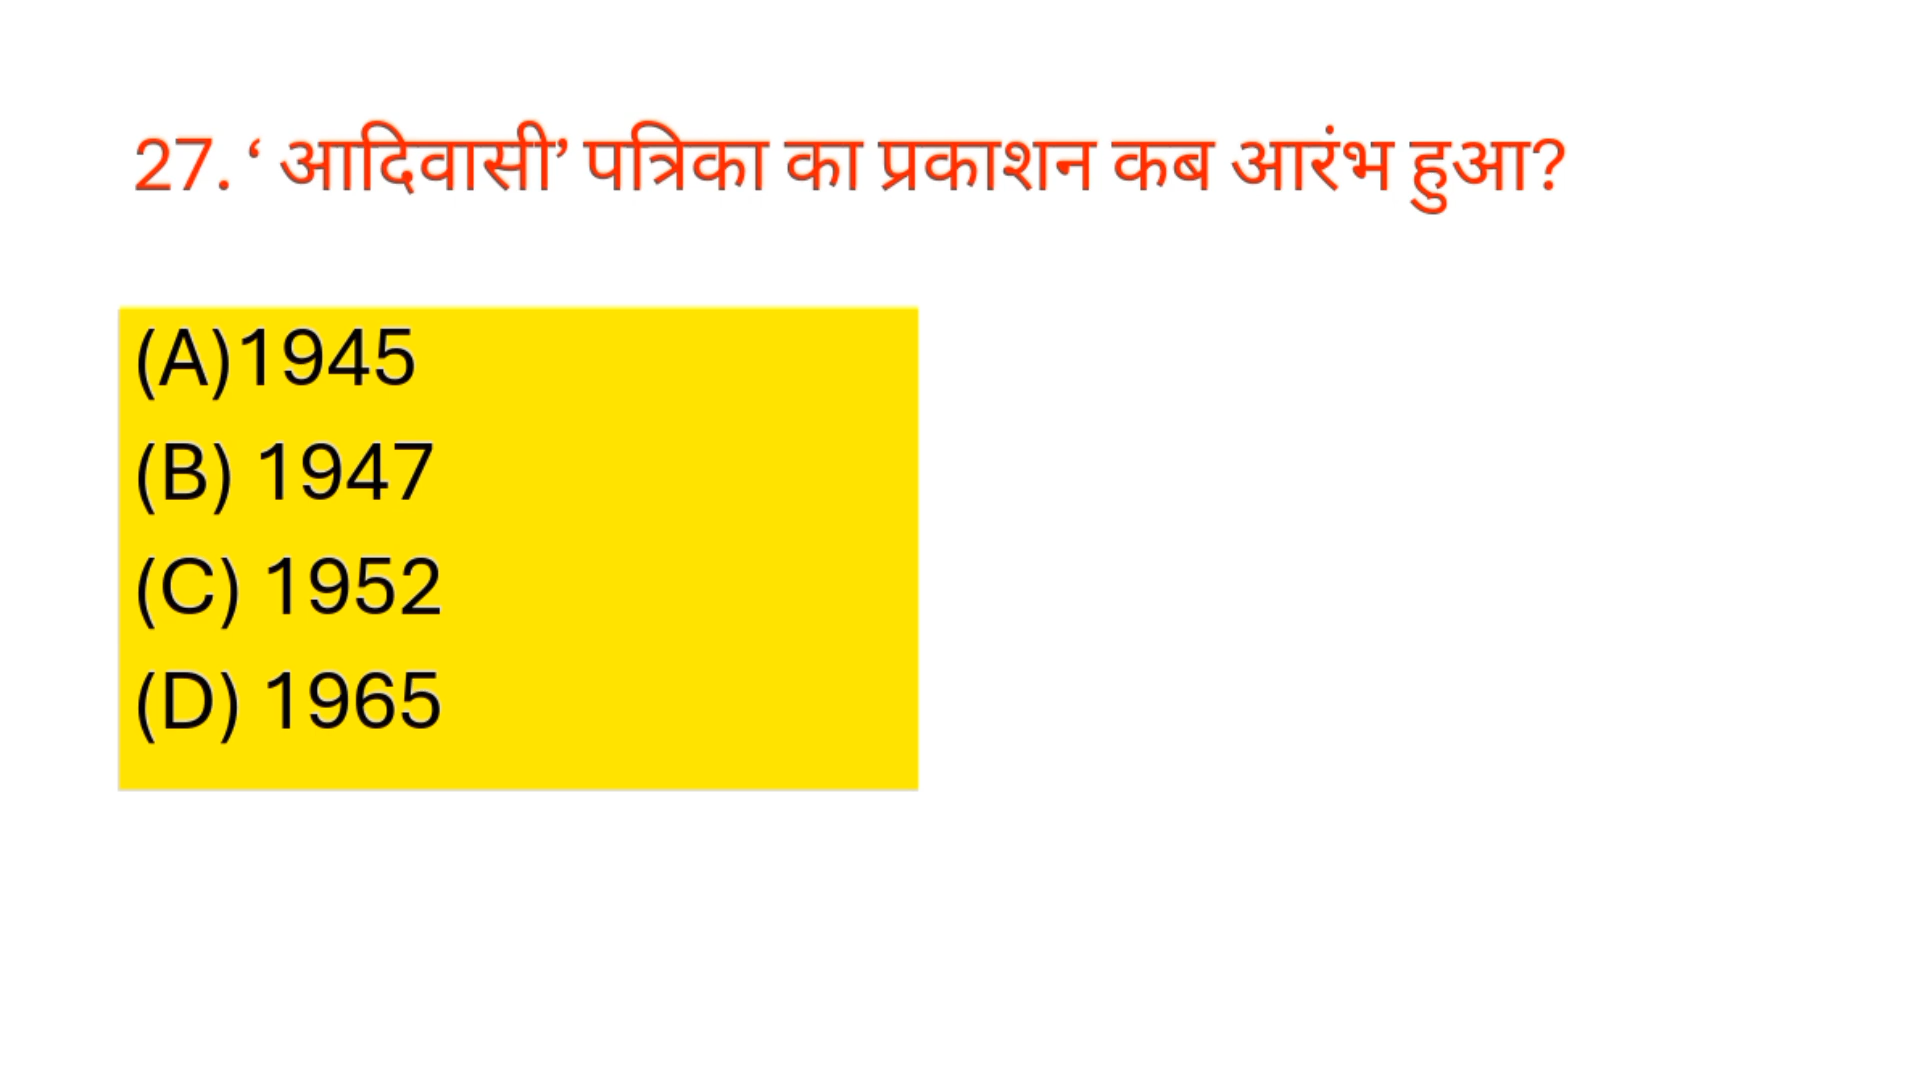 27. ‘ आदिवासी’ पत्रिका का प्रकाशन कब आरंभ हुआ?
(A)1945
(B) 1947
(C) 1952
(D) 1965